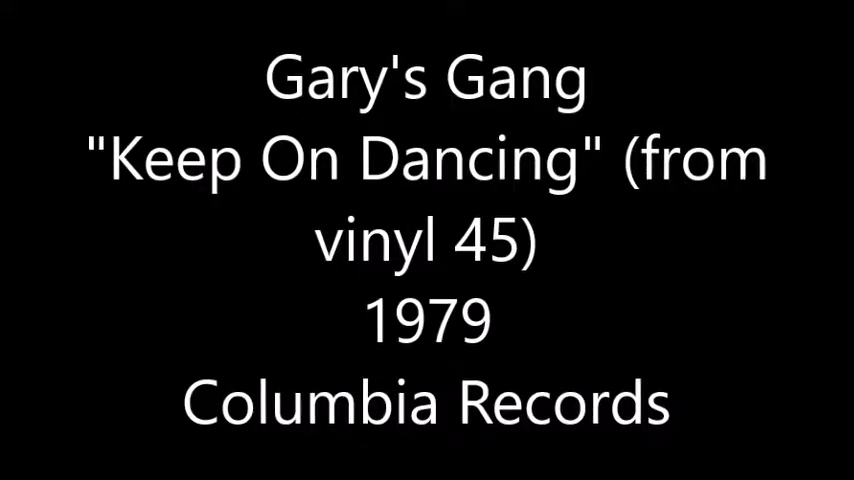 Gary's Gang
"Keep On Dancing" (from
vinyl 45)
1979
Columbia Records